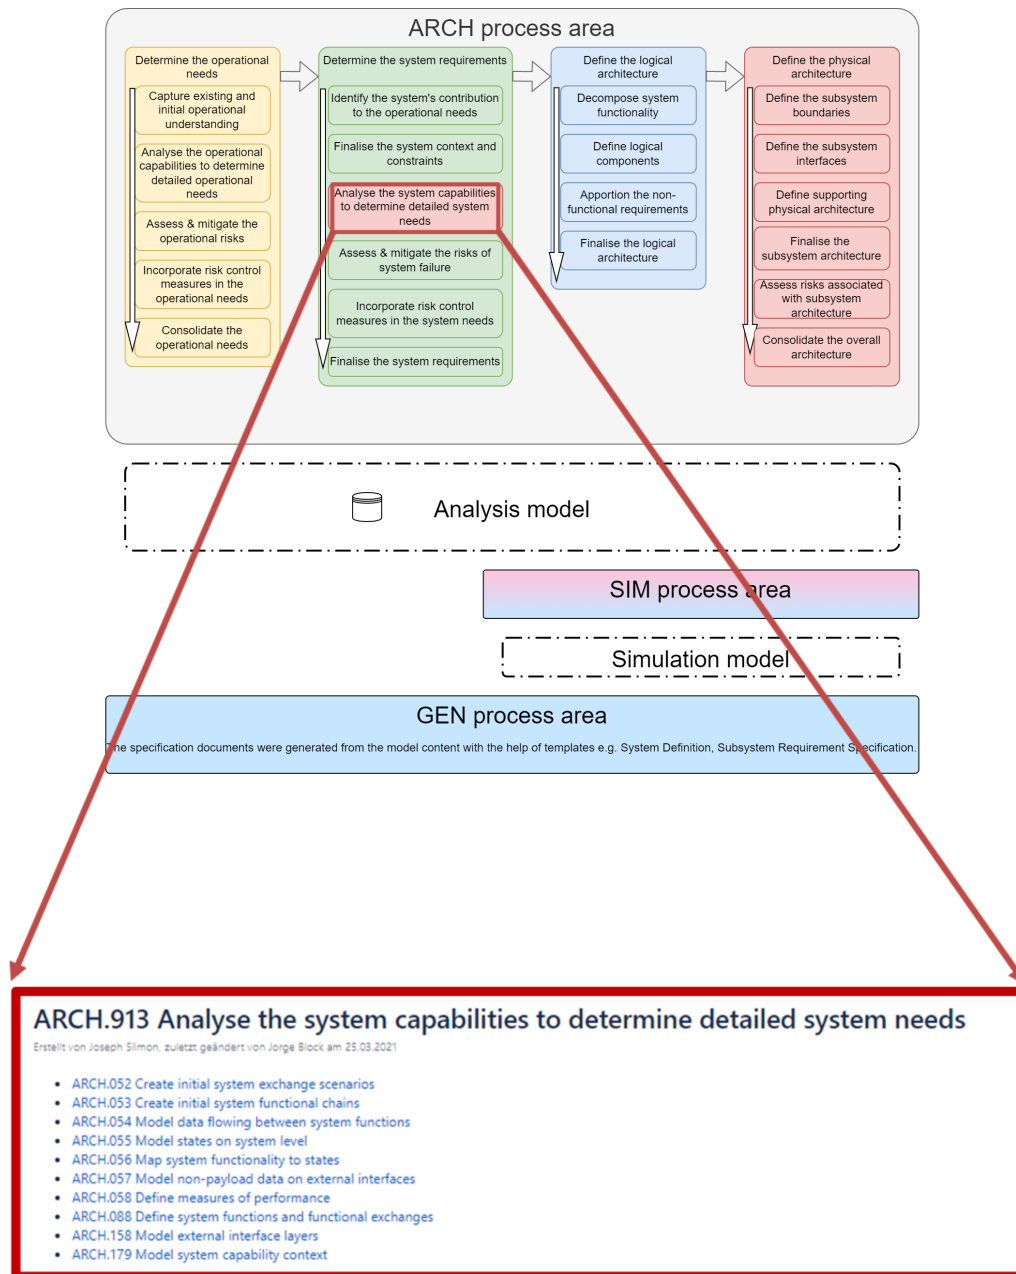 ARCH process area
Determine the operational
needs
Capture existing and
initial operational
understanding
Analyse the operational
capabilities to determine
detailed operational
needs
Assess & mitigate the
operational risks
Incorporate risk control
measures in the
operational needs
Consolidate the
operational needs
Determine the system requirements
Identify the system's contribution
to the operational needs
Finalise the system context and
constraints
Analyse the system capabilities
to determine detailed system
needs
Assess & mitigate the risks of
system failure
Incorporate risk control
measures in the system needs
Finalise the system requirements
Define the logical
architecture
Decompose system
functionality
Define logical
components
Apportion the non-
functional requirements
Finalise the logical
architecture
Define the physical
architecture
Define the subsystem
boundaries
Define the subsystem
interfaces
Define supporting
physical architecture
Finalise the
subsystem architecture
Assess risks associated
with subsystem
architecture
Consolidate the overall
architecture
Analysis model
SIM process area
Simulation model
GEN process area
The specification documents were generated from the model content with the help of templates e.g. System Definition, Subsystem Requirement Specification.
ARCH.913 Analyse the system capabilities to determine detailed system needs
Erstellt von Joseph Silmon, zuletzt geändert von Jorge Block am 25.03.2021
• ARCH.052 Create initial system exchange scenarios
• ARCH.053 Create initial system functional chains
• ARCH.054 Model data flowing between system functions
• ARCH.055 Model states on system level
• ARCH.056 Map system functionality to states
• ARCH.057 Model non-payload data on external interfaces
• ARCH.058 Define measures of performance
• ARCH.088 Define system functions and functional exchanges
• ARCH.158 Model external interface layers
• ARCH.179 Model system capability context